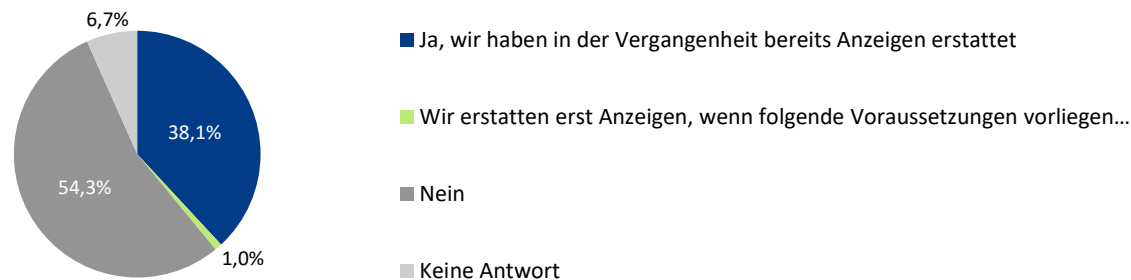 6,7%
38,1%
54,3%
1,0%
Ja, wir haben in der Vergangenheit bereits Anzeigen erstattet
Wir erstatten erst Anzeigen, wenn folgende Voraussetzungen vorliegen…
Nein
Keine Antwort